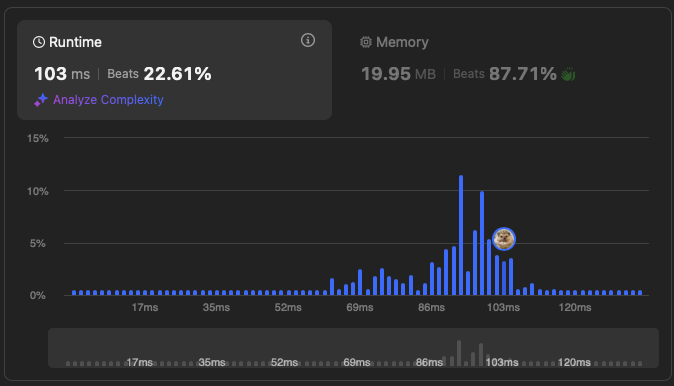 Runtime
103 ms | Beats 22.61%
Analyze Complexity
Memory
19.95 MB | Beats 87.71%
15%
10%
5%
0%
17ms 35ms 52ms 69ms 86ms 103ms 120ms
17ms 35ms 52ms 69ms 86ms 103ms 120ms